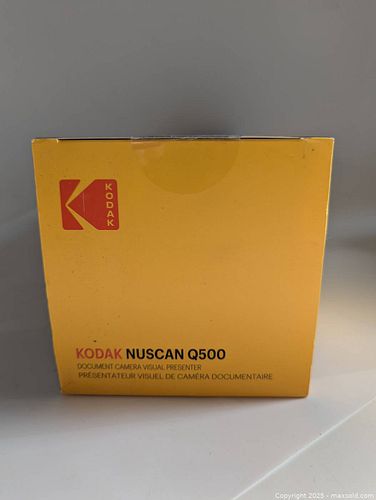 KODAK
KODAK NUSCAN Q500
DOCUMENT CAMERA VISUAL PRESENTER
PRÉSENTATEUR VISUEL DE CAMÉRA DOCUMENTAIRE
Copyright 2025 - maxsold.com